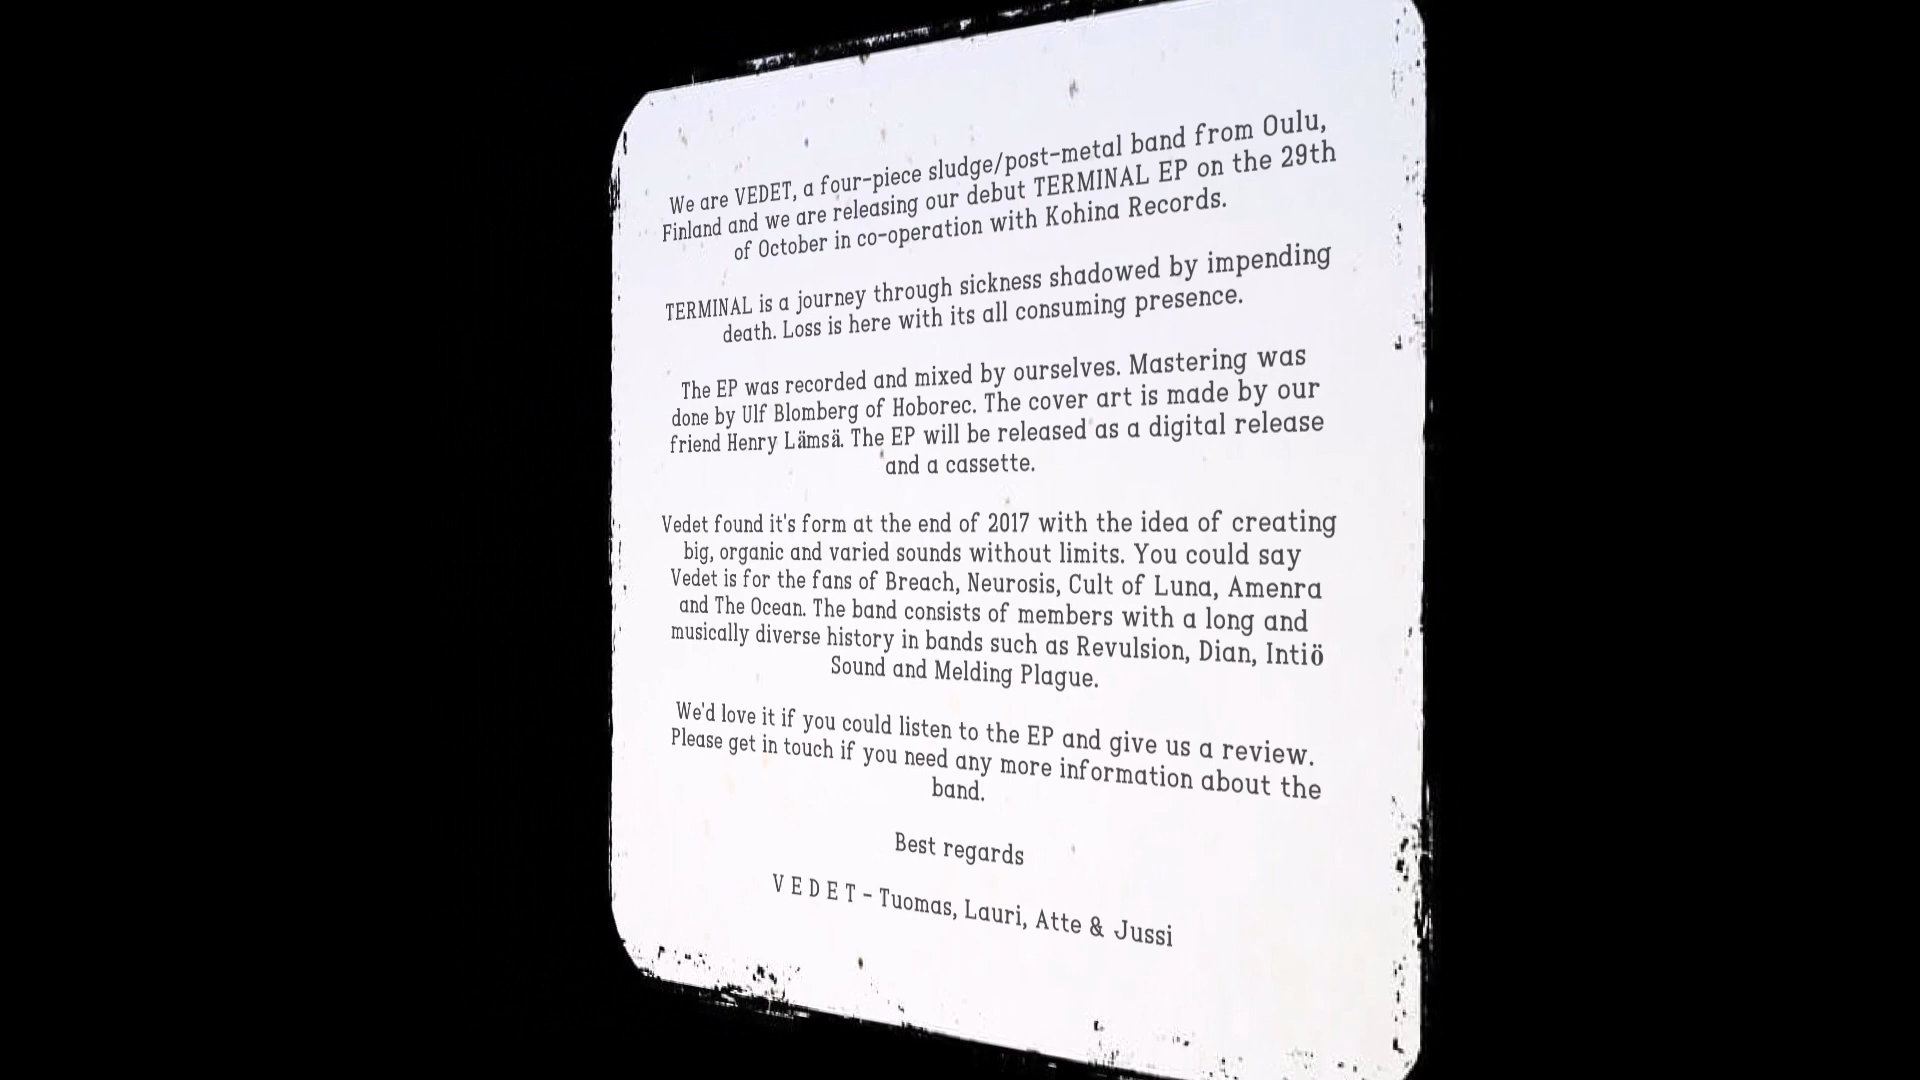 We are VEDET, a four-piece sludge/post-metal band from Oulu,
Finland and we are releasing our debut TERMINAL EP on the 29th
of October in co-operation with Kohina Records.
TERMINAL is a journey through sickness shadowed by impending
death. Loss is here with its all consuming presence.
The EP was recorded and mixed by ourselves. Mastering was
done by Ulf Blomberg of Hoborec. The cover art is made by our
friend Henry Lämsä. The EP will be released as a digital release
and a cassette.
Vedet found it's form at the end of 2017 with the idea of creating
big, organic and varied sounds without limits. You could say
Vedet is for the fans of Breach, Neurosis, Cult of Luna, Amenra
and The Ocean. The band consists of members with a long and
musically diverse history in bands such as Revulsion, Dian, Intiö
Sound and Melding Plague.
We'd love it if you could listen to the EP and give us a review.
Please get in touch if you need any more information about the
band.
Best regards
V E D E T - Tuomas, Lauri, Atte & Jussi